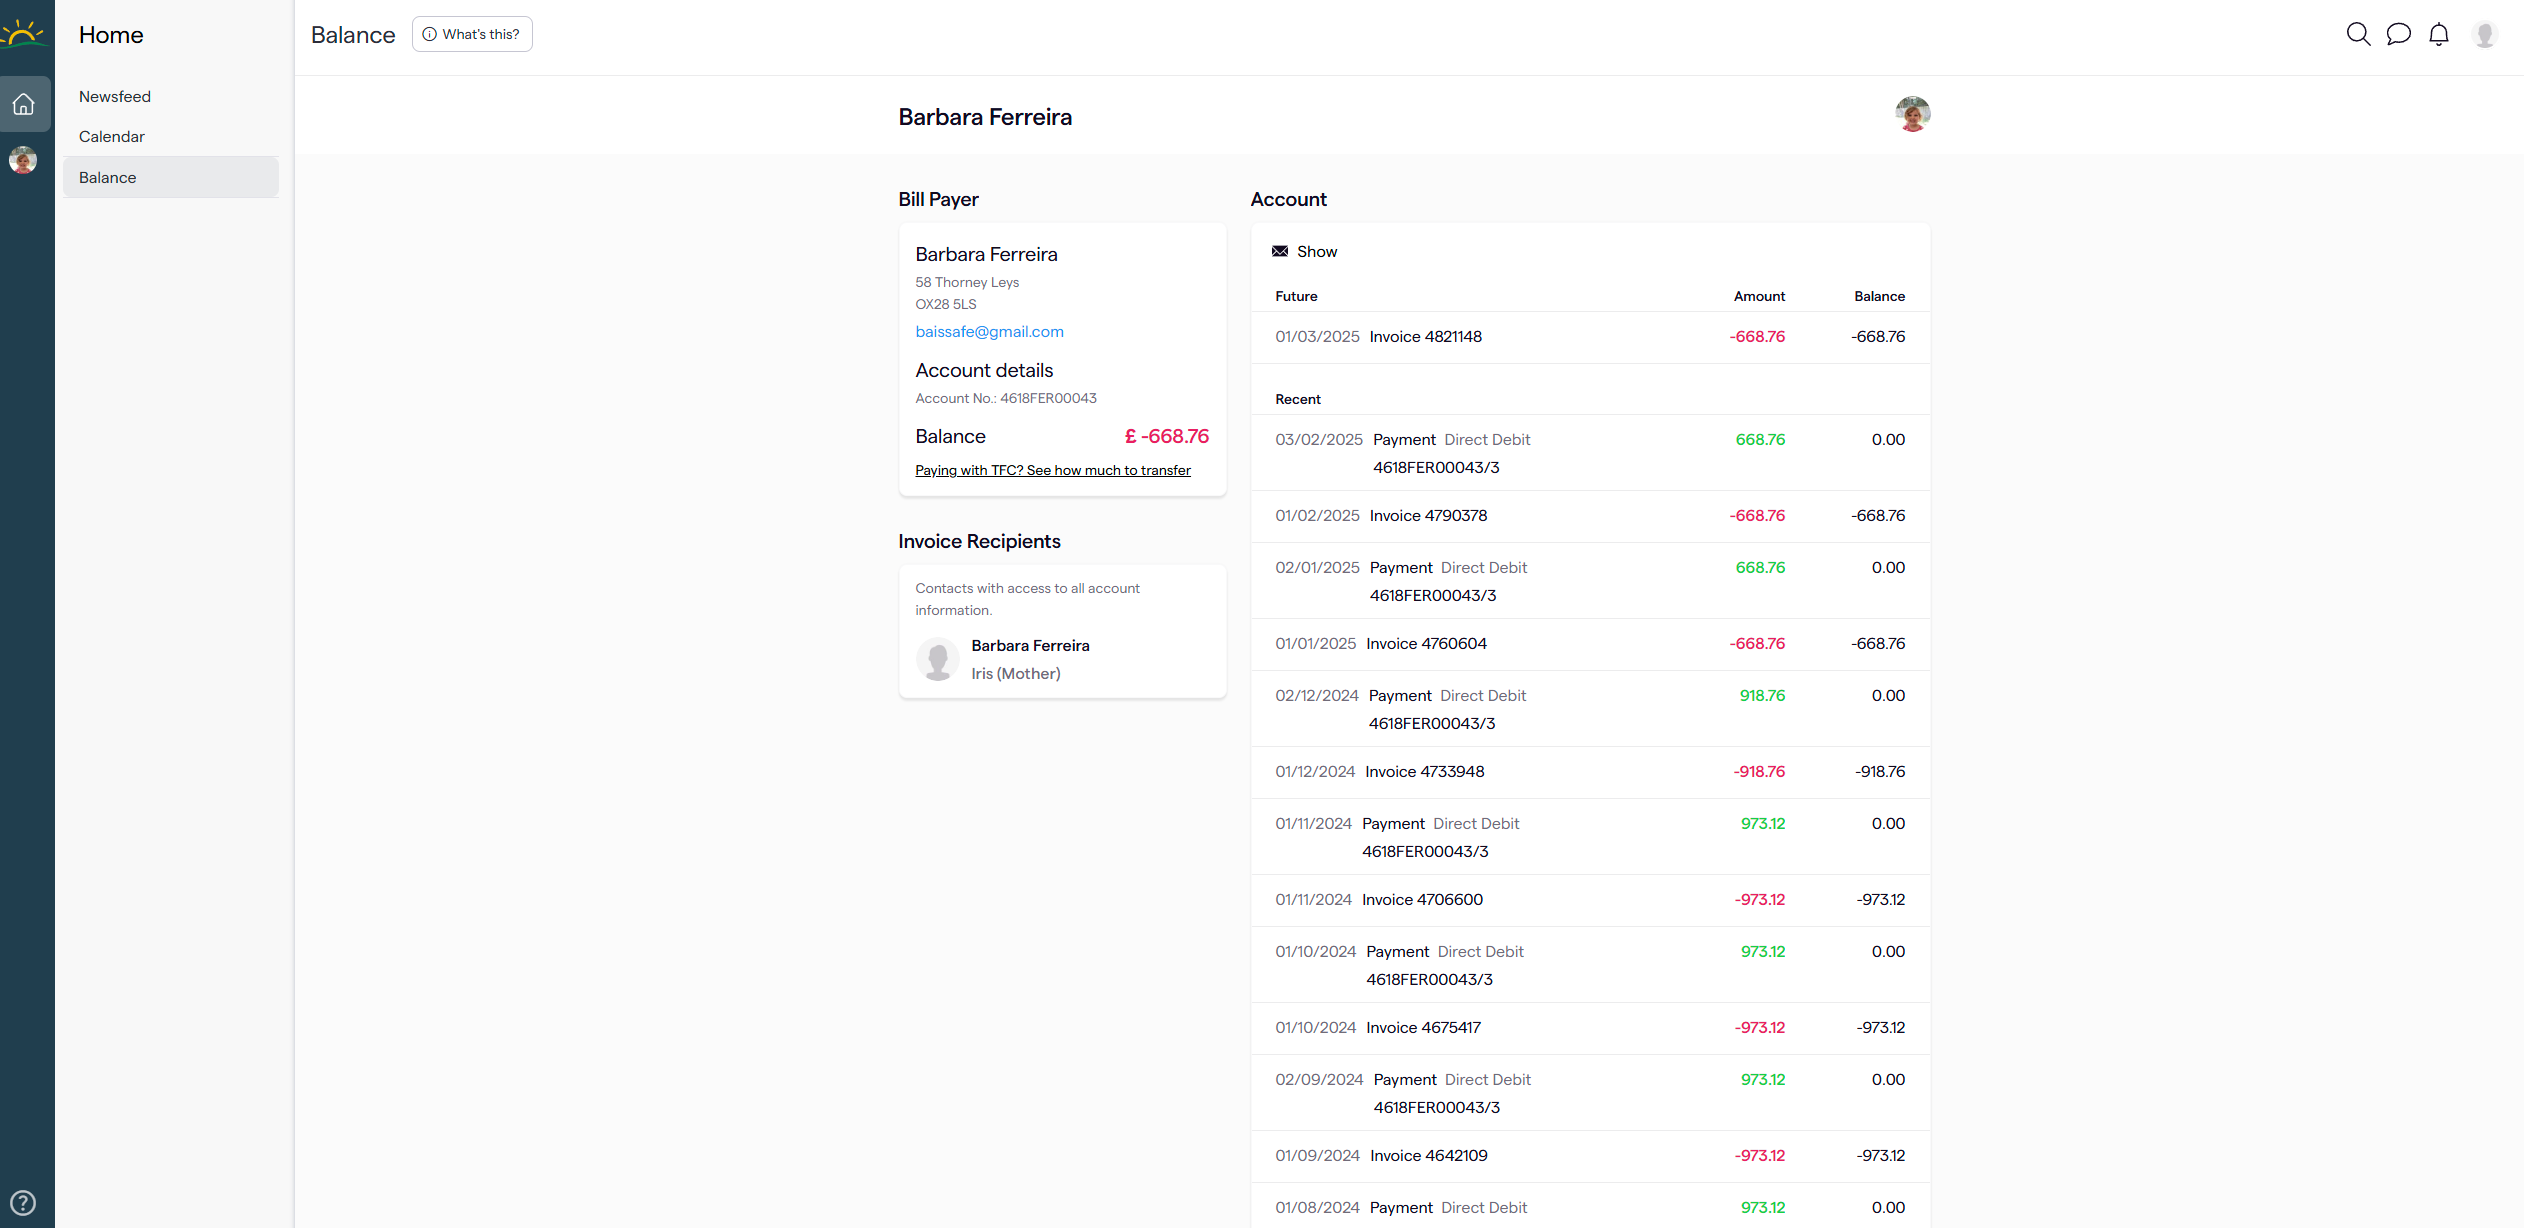 Home
Newsfeed
Calendar
Balance
Balance
What's this?
Barbara Ferreira
Bill Payer
Barbara Ferreira
58 Thorney Leys
OX28 5LS
baissafe@gmail.com
Account details
Account No.: 4618FER00043
Balance £ -668.76
Paying with TFC? See how much to transfer
Invoice Recipients
Contacts with access to all account
information.
Barbara Ferreira
Iris (Mother)
Account
Show
Future Amount Balance
01/03/2025 Invoice 4821148 -668.76 -668.76
Recent
03/02/2025 Payment Direct Debit 668.76 0.00
4618FER00043/3
01/02/2025 Invoice 4790378 -668.76 -668.76
02/01/2025 Payment Direct Debit 668.76 0.00
4618FER00043/3
01/01/2025 Invoice 4760604 -668.76 -668.76
02/12/2024 Payment Direct Debit 918.76 0.00
4618FER00043/3
01/12/2024 Invoice 4733948 -918.76 -918.76
01/11/2024 Payment Direct Debit 973.12 0.00
4618FER00043/3
01/11/2024 Invoice 4706600 -973.12 -973.12
01/10/2024 Payment Direct Debit 973.12 0.00
4618FER00043/3
01/10/2024 Invoice 4675417 -973.12 -973.12
02/09/2024 Payment Direct Debit 973.12 0.00
4618FER00043/3
01/09/2024 Invoice 4642109 -973.12 -973.12
01/08/2024 Payment Direct Debit 973.12 0.00